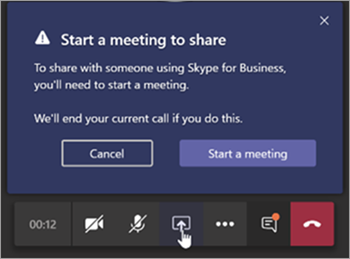 Start a meeting to share
To share with someone using Skype for Business,
you'll need to start a meeting.
We'll end your current call if you do this.
Cancel
Start a meeting
00:12